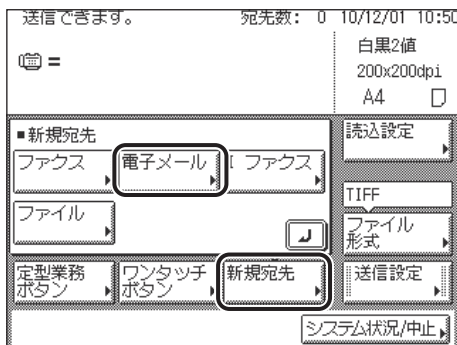 送信できます。 宛先数: 0 10/12/01 10:50
白黒2値
= 200x200dpi
A4
■新規宛先 読込設定
ファクス 電子メール I ファクス
TIFF
ファイル ファイル形式
定型業務ボタン ワンタッチボタン 新規宛先 送信設定
システム状況/中止